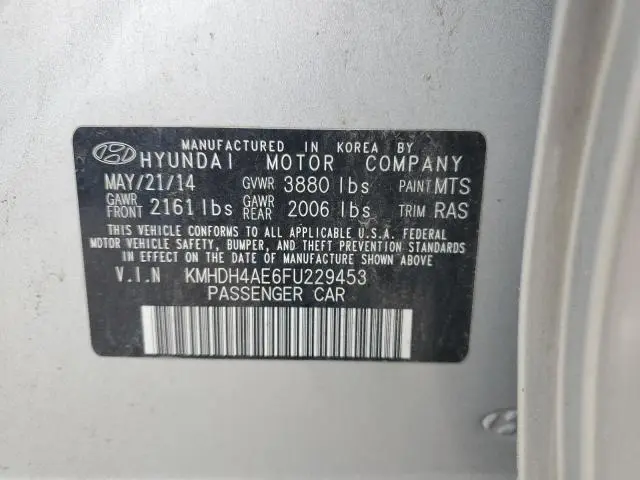 MANUFACTURED IN KOREA BY
HYUNDAI MOTOR COMPANY
MAY/21/14 GVWR 3880 lbs PAINT MTS
GAWR FRONT 2161 lbs GAWR REAR 2006 lbs TRIM RAS
THIS VEHICLE CONFORMS TO ALL APPLICABLE U.S.A. FEDERAL
MOTOR VEHICLE SAFETY, BUMPER, AND THEFT PREVENTION STANDARDS
IN EFFECT ON THE DATE OF MANUFACTURE SHOWN ABOVE
V.I.N KMHDH4AE6FU229453
PASSENGER CAR